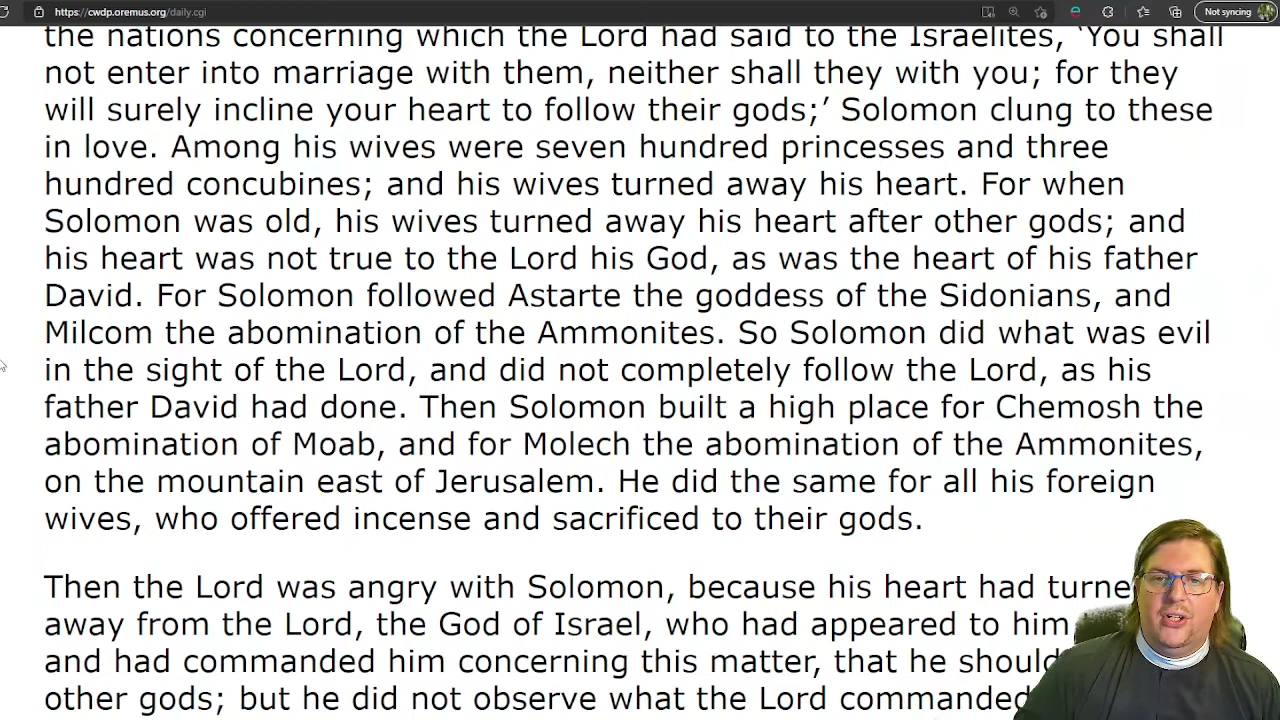 https://cwdp.oremus.org/daily.cgi
Not syncing
the nations concerning which the Lord had said to the Israelites, ‘You shall
not enter into marriage with them, neither shall they with you; for they
will surely incline your heart to follow their gods;’ Solomon clung to these
in love. Among his wives were seven hundred princesses and three
hundred concubines; and his wives turned away his heart. For when
Solomon was old, his wives turned away his heart after other gods; and
his heart was not true to the Lord his God, as was the heart of his father
David. For Solomon followed Astarte the goddess of the Sidonians, and
Milcom the abomination of the Ammonites. So Solomon did what was evil
in the sight of the Lord, and did not completely follow the Lord, as his
father David had done. Then Solomon built a high place for Chemosh the
abomination of Moab, and for Molech the abomination of the Ammonites,
on the mountain east of Jerusalem. He did the same for all his foreign
wives, who offered incense and sacrificed to their gods.
Then the Lord was angry with Solomon, because his heart had turne
away from the Lord, the God of Israel, who had appeared to him
and had commanded him concerning this matter, that he should
other gods; but he did not observe what the Lord commanded